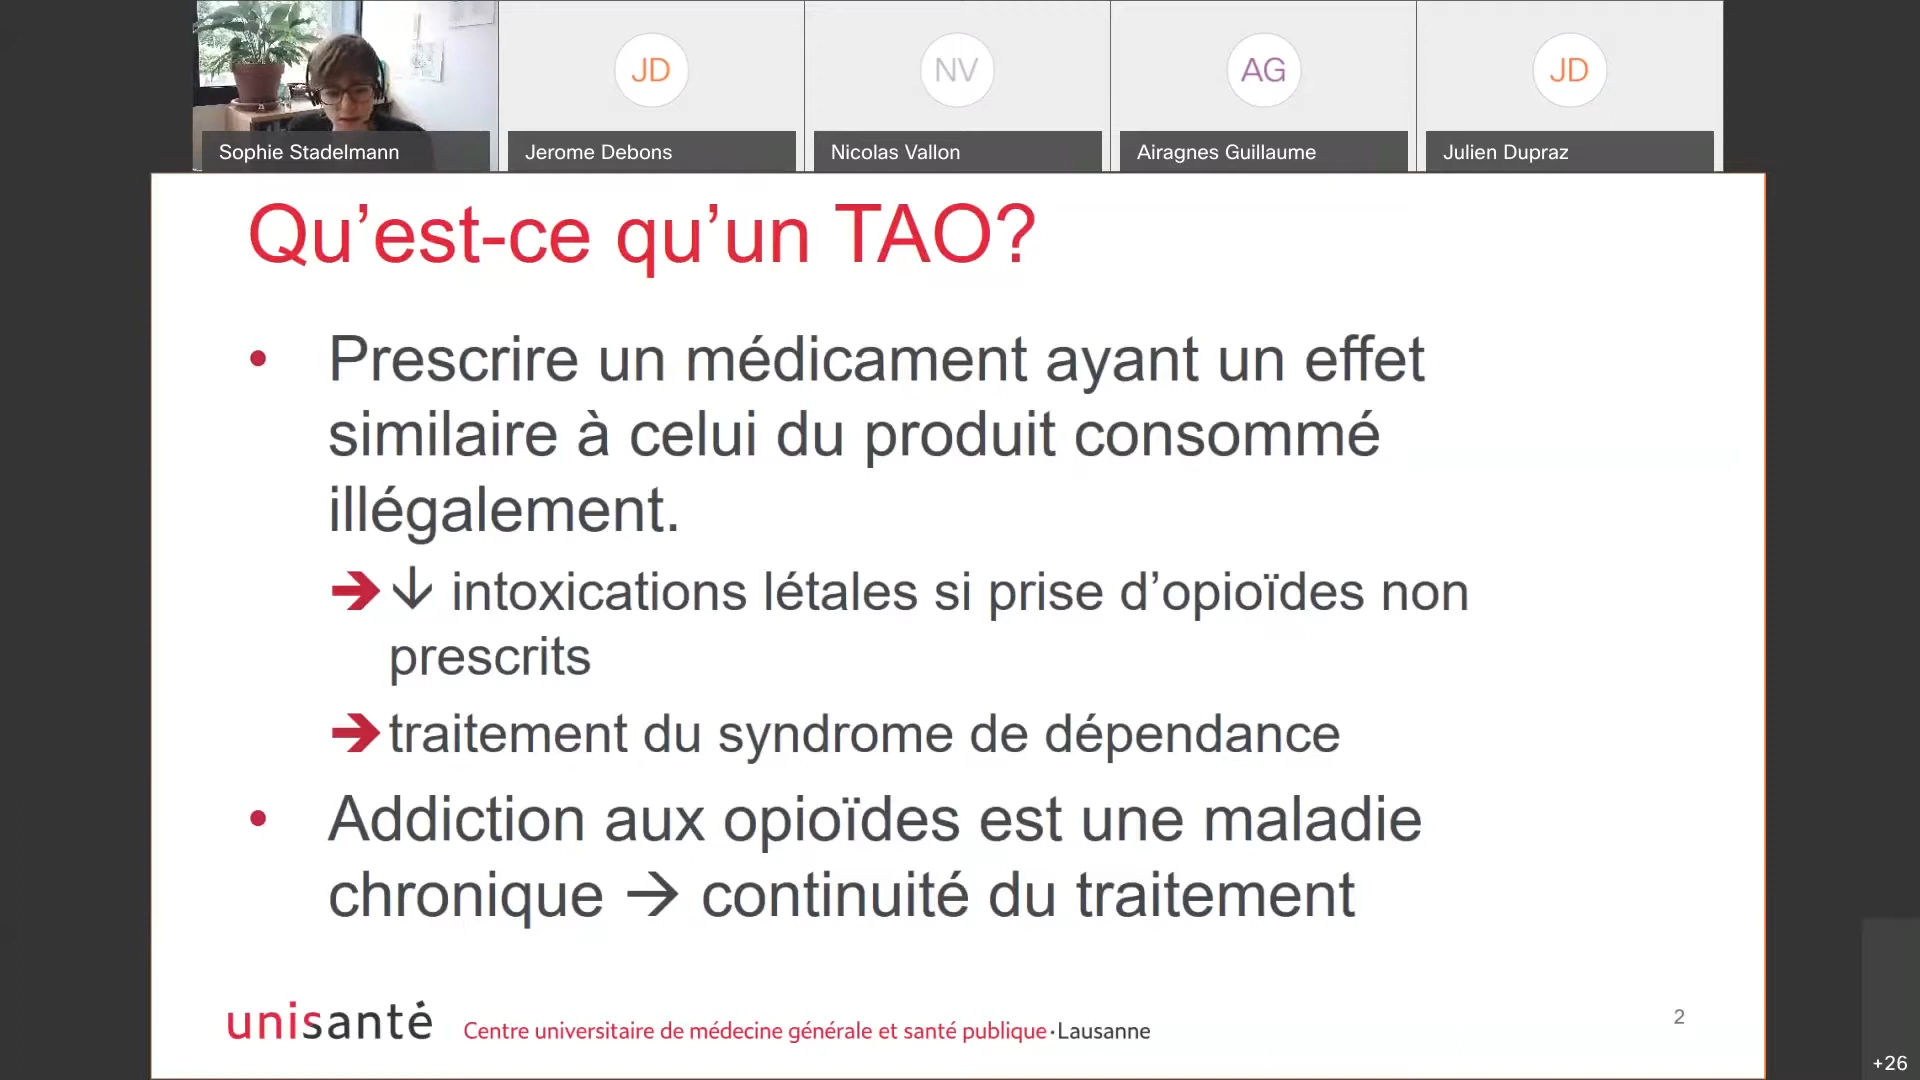 JD
NV
AG
JD
Sophie Stadelmann
Jerome Debons
Nicolas Vallon
Airagnes Guillaume
Julien Dupraz
Qu’est-ce qu’un TAO?
• Prescrire un médicament ayant un effet
similaire à celui du produit consommé
illégalement.
➔ ↓ intoxications létales si prise d’opioïdes non
prescrits
➔ traitement du syndrome de dépendance
• Addiction aux opioïdes est une maladie
chronique → continuité du traitement
unisanté Centre universitaire de médecine générale et santé publique · Lausanne
2
+26